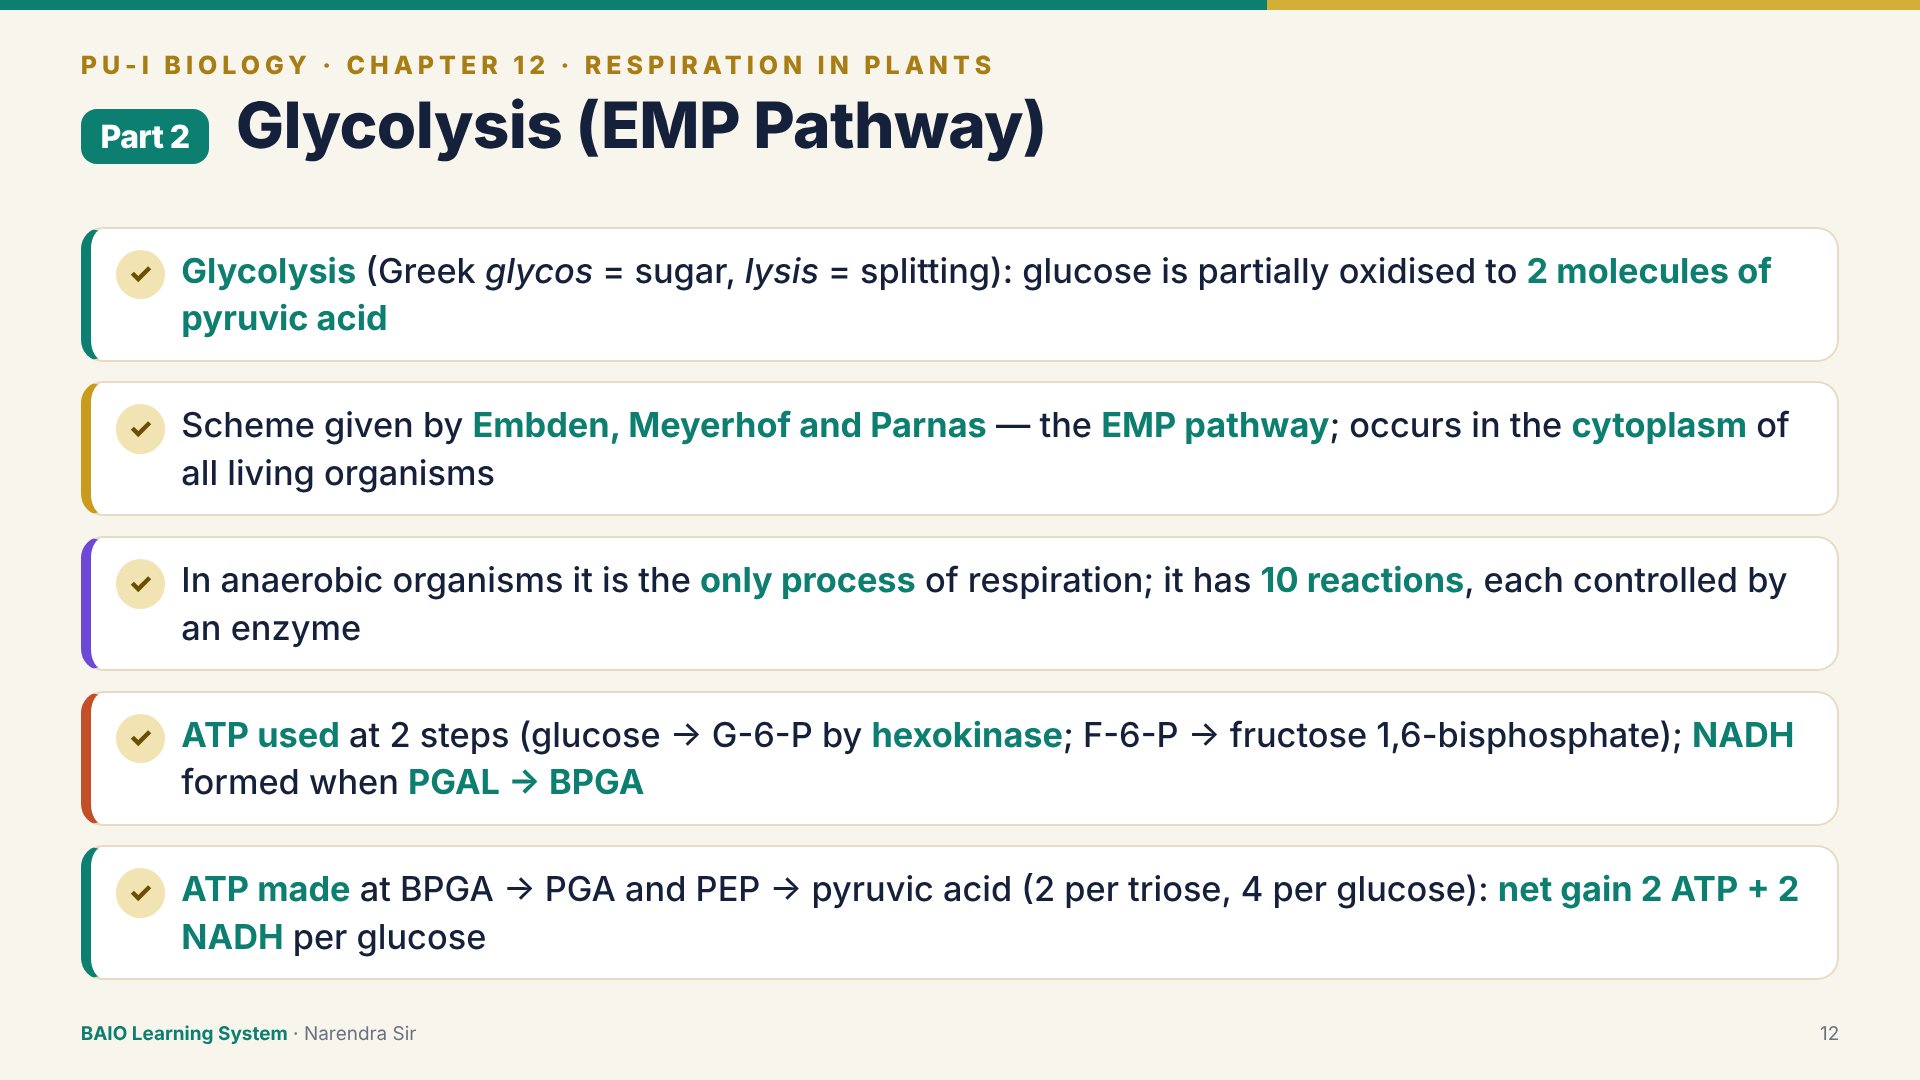 PU-I BIOLOGY · CHAPTER 12 · RESPIRATION IN PLANTS
Part 2 Glycolysis (EMP Pathway)
Glycolysis (Greek glycos = sugar, lysis = splitting): glucose is partially oxidised to 2 molecules of
pyruvic acid
Scheme given by Embden, Meyerhof and Parnas — the EMP pathway; occurs in the cytoplasm of
all living organisms
In anaerobic organisms it is the only process of respiration; it has 10 reactions, each controlled by
an enzyme
ATP used at 2 steps (glucose → G-6-P by hexokinase; F-6-P → fructose 1,6-bisphosphate); NADH
formed when PGAL → BPGA
ATP made at BPGA → PGA and PEP → pyruvic acid (2 per triose, 4 per glucose): net gain 2 ATP + 2
NADH per glucose
BAIO Learning System · Narendra Sir
12